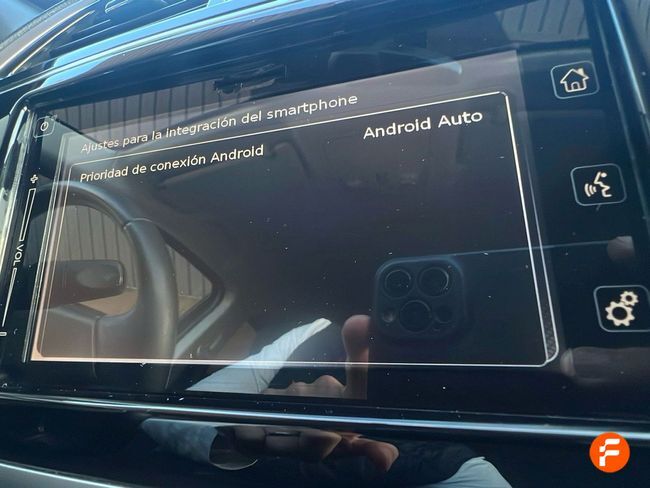 Ajustes para la integración del smartphone
Prioridad de conexión Android
Android Auto
VOL